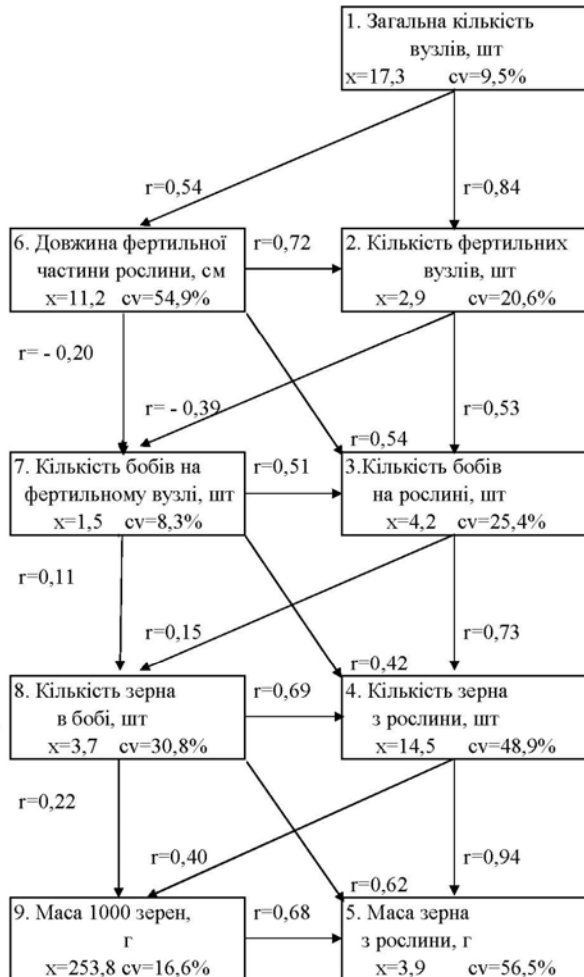 1. Загальна кількість
вузлів, шт
x=17,3 cv=9,5%
r=0,54
r=0,84
6. Довжина фертильної
частини рослини, см
x=11,2 cv=54,9%
r=0,72
2. Кількість фертильних
вузлів, шт
x=2,9 cv=20,6%
r= - 0,20
r= - 0,39
r=0,53
r=0,54
7. Кількість бобів на
фертильному вузлі, шт
x=1,5 cv=8,3%
r=0,51
3.Кількість бобів
на рослині, шт
x=4,2 cv=25,4%
r=0,11
r=0,15
r=0,73
r=0,42
8. Кількість зерна
в бобі, шт
x=3,7 cv=30,8%
r=0,69
4. Кількість зерна
з рослини, шт
x=14,5 cv=48,9%
r=0,22
r=0,40
r=0,94
r=0,62
9. Маса 1000 зерен,
г
x=253,8 cv=16,6%
r=0,68
5. Маса зерна
з рослини, г
x=3,9 cv=56,5%